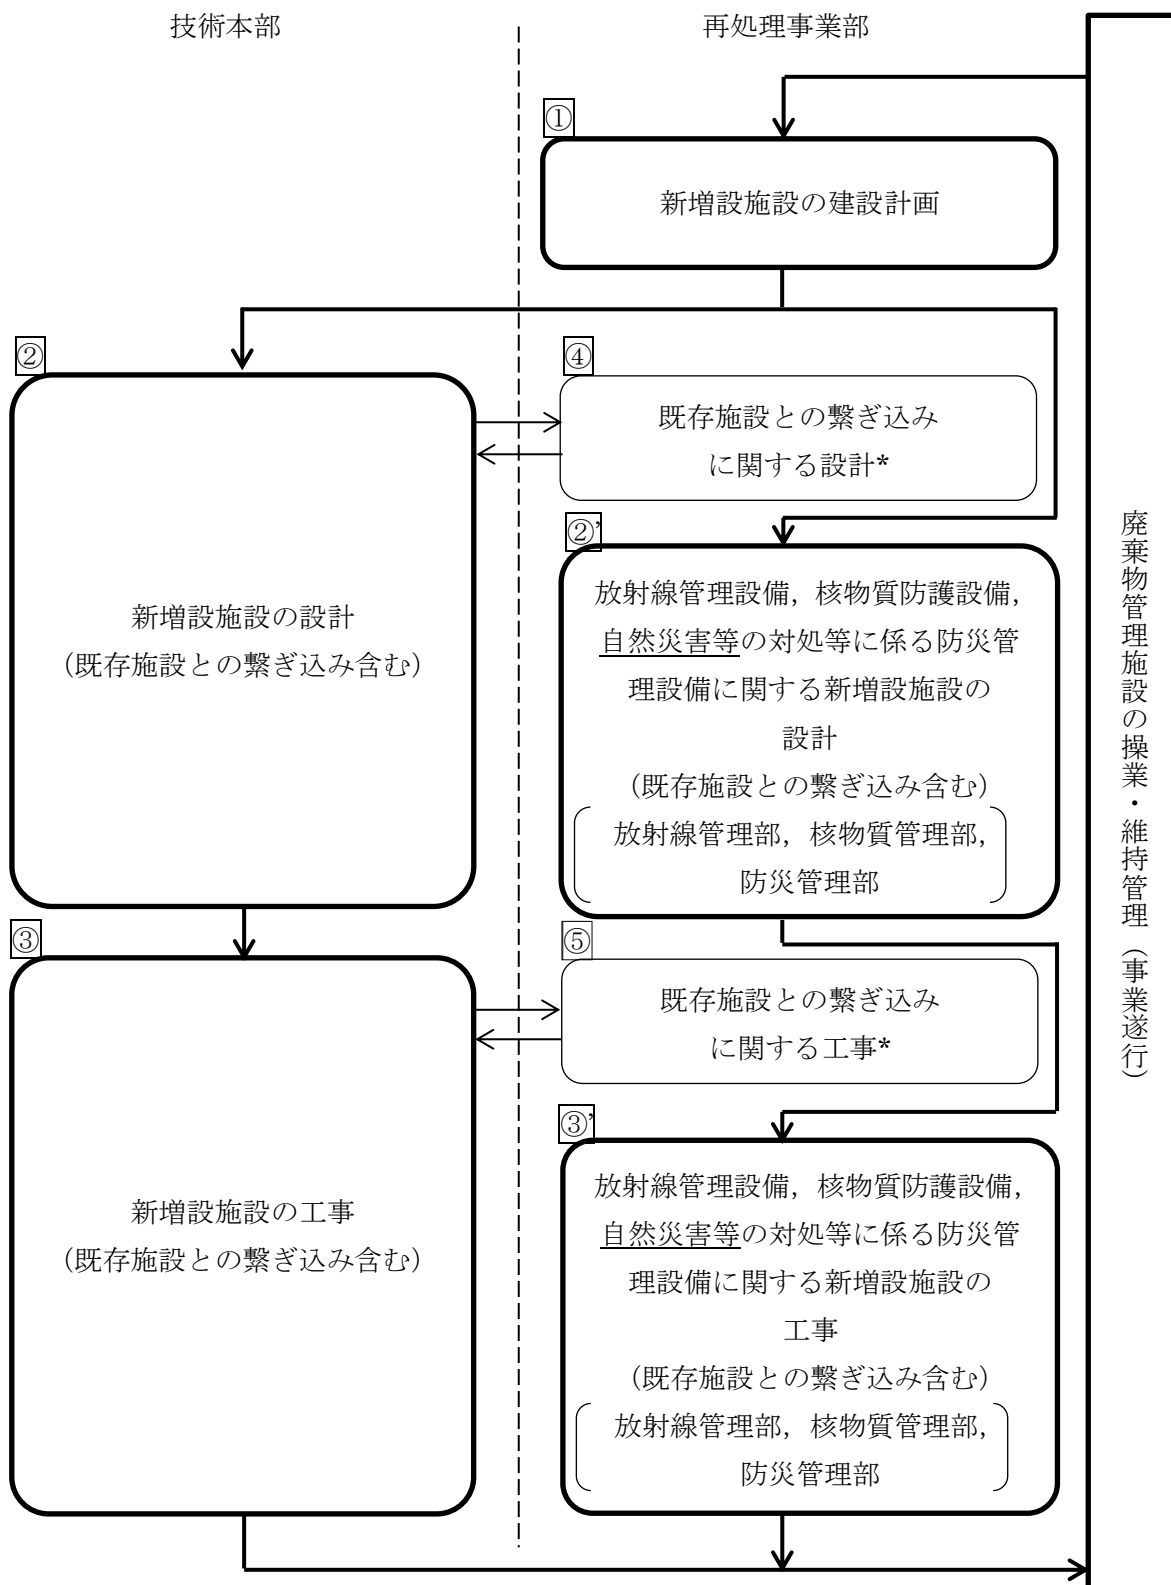 技術本部
再処理事業部
①
新増設施設の建設計画
②
新増設施設の設計
(既存施設との繋ぎ込み含む)
④
既存施設との繋ぎ込み
に関する設計*
②’
放射線管理設備，核物質防護設備，
自然災害等の対処等に係る防災管
理設備に関する新増設施設の
設計
(既存施設との繋ぎ込み含む)
放射線管理部，核物質管理部，
防災管理部
③
新増設施設の工事
(既存施設との繋ぎ込み含む)
⑤
既存施設との繋ぎ込み
に関する工事*
③’
放射線管理設備，核物質防護設備，
自然災害等の対処等に係る防災管
理設備に関する新増設施設の
工事
(既存施設との繋ぎ込み含む)
放射線管理部，核物質管理部，
防災管理部
廃棄物管理施設の操業・維持管理（事業遂行）